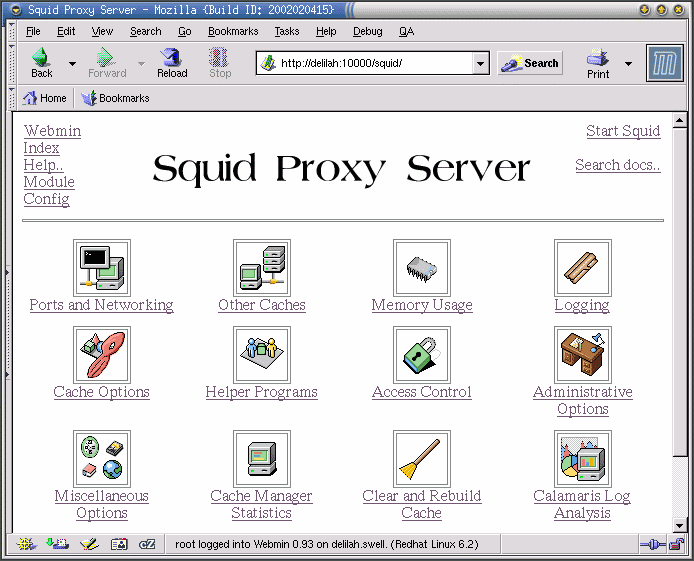 Squid Proxy Server - Mozilla {Build ID: 2002020415}
File Edit View Search Go Bookmarks Tasks Help Debug QA
Back Forward Reload Stop http://delilah:10000/squid/ Search Print
Home Bookmarks
Webmin
Index
Help..
Module
Config
Squid Proxy Server
Start Squid
Search docs..
Ports and Networking
Other Caches
Memory Usage
Logging
Cache Options
Helper Programs
Access Control
Administrative
Options
Miscellaneous
Options
Cache Manager
Statistics
Clear and Rebuild
Cache
Calamaris Log
Analysis
root logged into Webmin 0.93 on delilah.swell. (Redhat Linux 6.2)